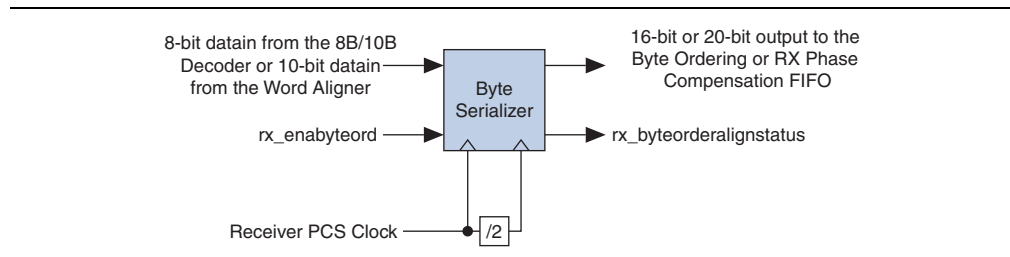 8-bit datain from the 8B/10B
Decoder or 10-bit datain
from the Word Aligner
rx_enabyteord
Byte
Serializer
16-bit or 20-bit output to the
Byte Ordering or RX Phase
Compensation FIFO
rx_byteorderalignstatus
Receiver PCS Clock
/2